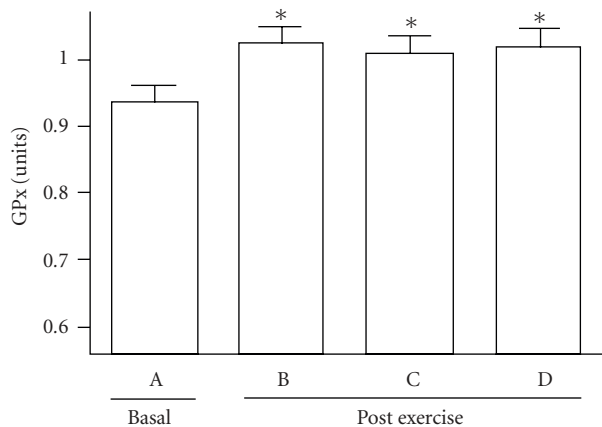 * * *
1
0.9
0.8
0.7
0.6
GPx (units)
A B C D
Basal Post exercise